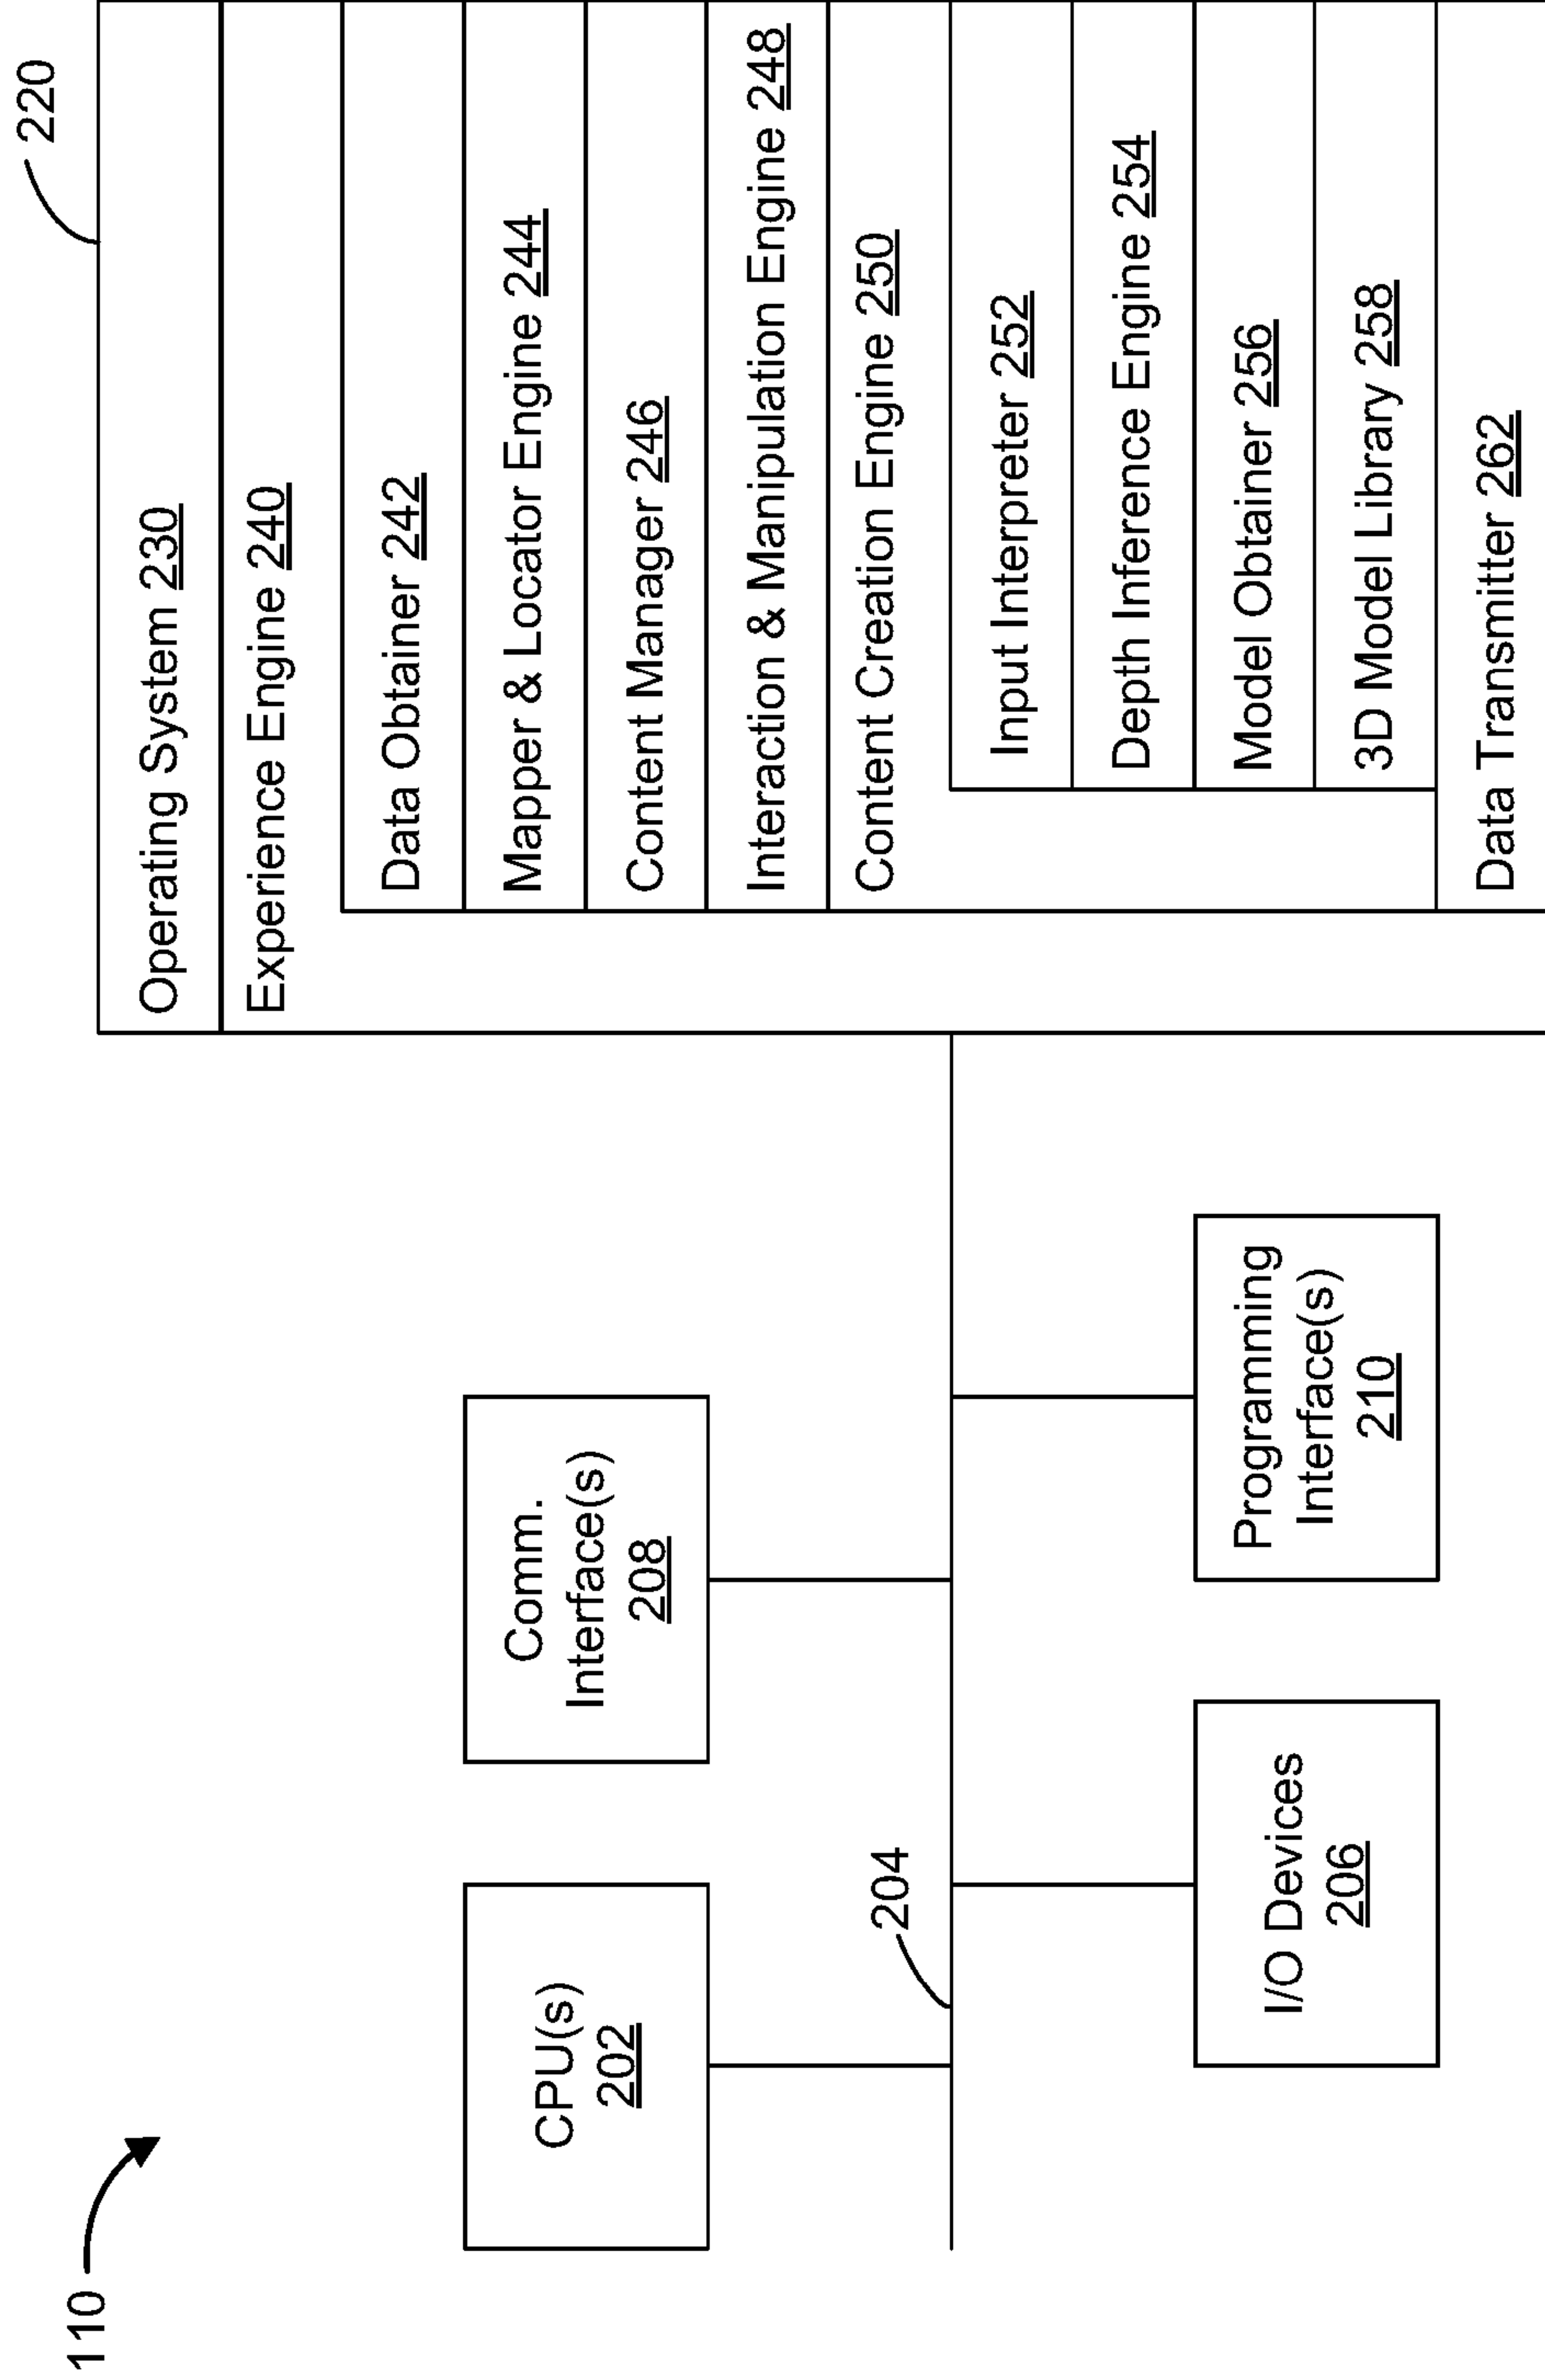 110
220
CPU(s)
202
Comm.
Interface(s)
208
204
I/O Devices
206
Programming
Interface(s)
210
Operating System 230
Experience Engine 240
Data Obtainer 242
Mapper & Locator Engine 244
Content Manager 246
Interaction & Manipulation Engine 248
Content Creation Engine 250
Input Interpreter 252
Depth Inference Engine 254
Model Obtainer 256
3D Model Library 258
Data Transmitter 262